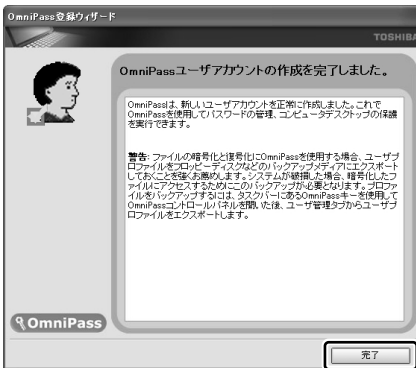 OmniPass登録ウィザード
TOSHIBA
OmniPassユーザアカウントの作成を完了しました。
OmniPassは、新しいユーザアカウントを正常に作成しました。これで
OmniPassを使用してパスワードの管理、コンピュータデスクトップの保護
を実行できます。
警告: ファイルの暗号化と復号化にOmniPassを使用する場合、ユーザプ
ロファイルをフロッピーディスクなどのバックアップメディアにエクスポート
しておくことを強くお薦めします。システムが破損した場合、暗号化したフ
ァイルにアクセスするためにこのバックアップが必要となります。プロファ
イルをバックアップするには、タスクバーにあるOmniPassキーを使用して
OmniPassコントロールパネルを開いた後、ユーザ管理タブからユーザプ
ロファイルをエクスポートします。
OmniPass
完了